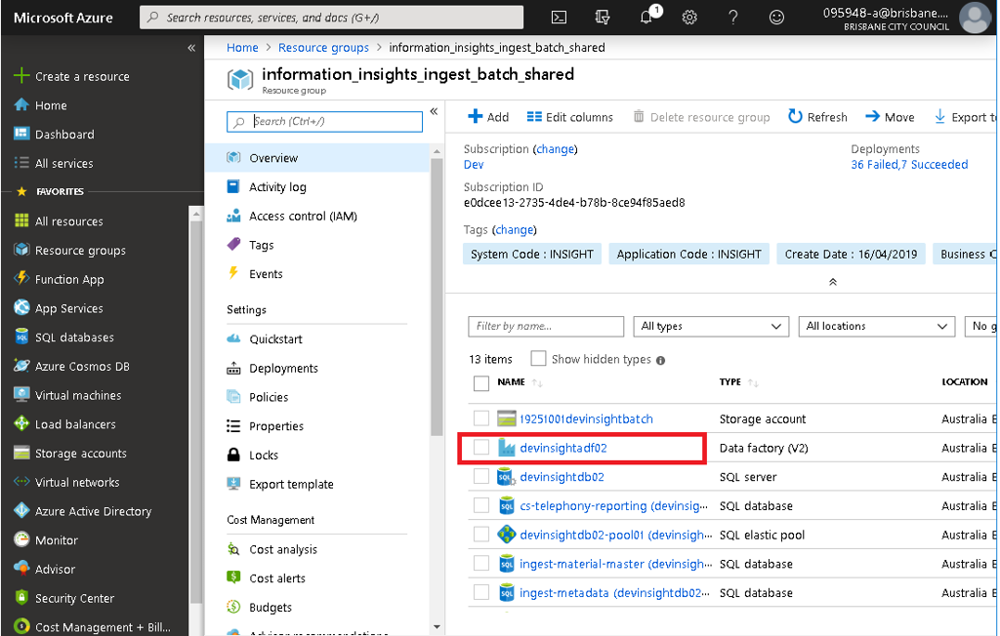 Microsoft Azure
Search resources, services, and docs (G+/)
1
095948-a@brisbane....
BRISBANE CITY COUNCIL
Create a resource
Home
Dashboard
All services
FAVORITES
All resources
Resource groups
Function App
App Services
SQL databases
Azure Cosmos DB
Virtual machines
Load balancers
Storage accounts
Virtual networks
Azure Active Directory
Monitor
Advisor
Security Center
Cost Management + Bill...
Home > Resource groups > information_insights_ingest_batch_shared
information_insights_ingest_batch_shared
Resource group
Search (Ctrl+/)
Overview
Activity log
Access control (IAM)
Tags
Events
Settings
Quickstart
Deployments
Policies
Properties
Locks
Export template
Cost Management
Cost analysis
Cost alerts
Budgets
Advisor recommendations
Add Edit columns Delete resource group Refresh Move Export t
Subscription (change)
Dev
Deployments
36 Failed,7 Succeeded
Subscription ID
e0dcee13-2735-4de4-b78b-8ce94f85aed8
Tags (change)
System Code : INSIGHT Application Code : INSIGHT Create Date : 16/04/2019 Business
Filter by name... All types All locations No g
13 items Show hidden types
NAME TYPE LOCATION
19251001devinsightbatch Storage account Australia E
devinsightadf02 Data factory (V2) Australia E
devinsightdb02 SQL server Australia E
cs-telephony-reporting (devinsig... SQL database Australia E
devinsightdb02-pool01 (devinsigh... SQL elastic pool Australia E
ingest-material-master (devinsigh... SQL database Australia E
ingest-metadata (devinsightdb02... SQL database Australia E